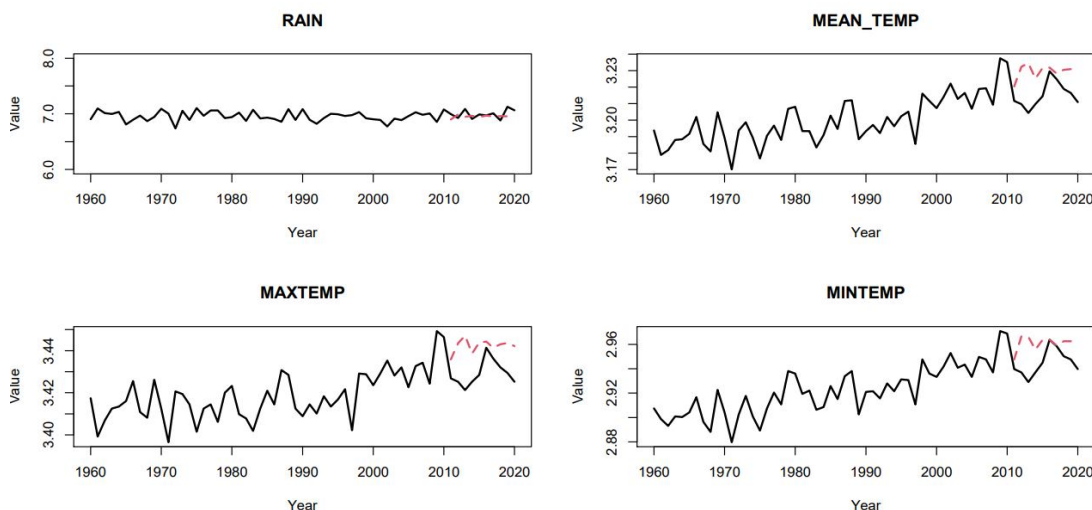 RAIN
Value
8.0
7.0
6.0
1960 1970 1980 1990 2000 2010 2020
Year
MEAN_TEMP
Value
3.23
3.20
3.17
1960 1970 1980 1990 2000 2010 2020
Year
MAXTEMP
Value
3.44
3.42
3.40
1960 1970 1980 1990 2000 2010 2020
Year
MINTEMP
Value
2.96
2.92
2.88
1960 1970 1980 1990 2000 2010 2020
Year